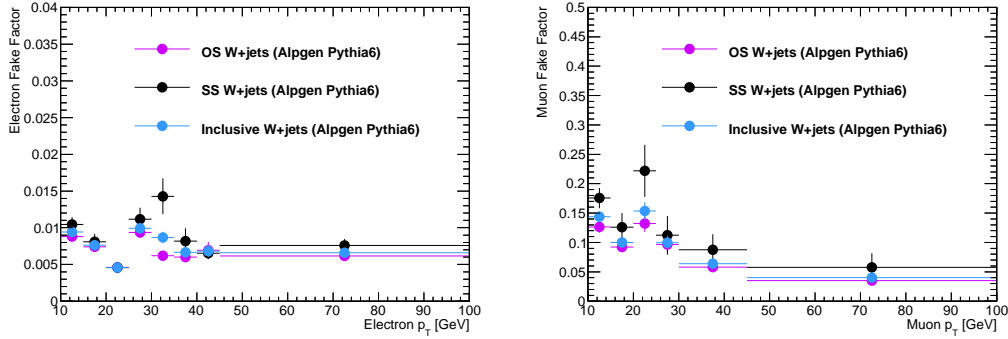 Electron Fake Factor
0.04
0.035
0.03
0.025
0.02
0.015
0.01
0.005
0
OS W+jets (Alpgen Pythia6)
SS W+jets (Alpgen Pythia6)
Inclusive W+jets (Alpgen Pythia6)
10 20 30 40 50 60 70 80 90 100
Electron p_T [GeV]
Muon Fake Factor
0.5
0.45
0.4
0.35
0.3
0.25
0.2
0.15
0.1
0.05
0
OS W+jets (Alpgen Pythia6)
SS W+jets (Alpgen Pythia6)
Inclusive W+jets (Alpgen Pythia6)
10 20 30 40 50 60 70 80 90 100
Muon p_T [GeV]